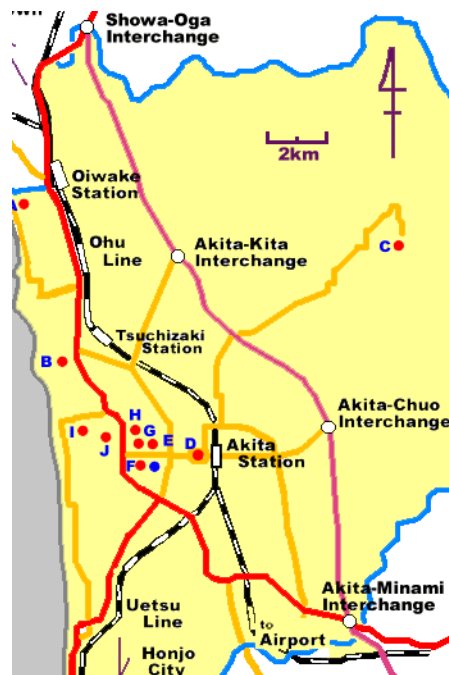 own
Showa-Oga
Interchange
2km
Oiwake
Station
A
Ohu
Line
Akita-Kita
Interchange
C
Tsuchizaki
Station
B
Akita-Chuo
Interchange
H
I
G
J
E
D
Akita
Station
F
Akita-Minami
Interchange
Uetsu
Line
to
Airport
Honjo
City